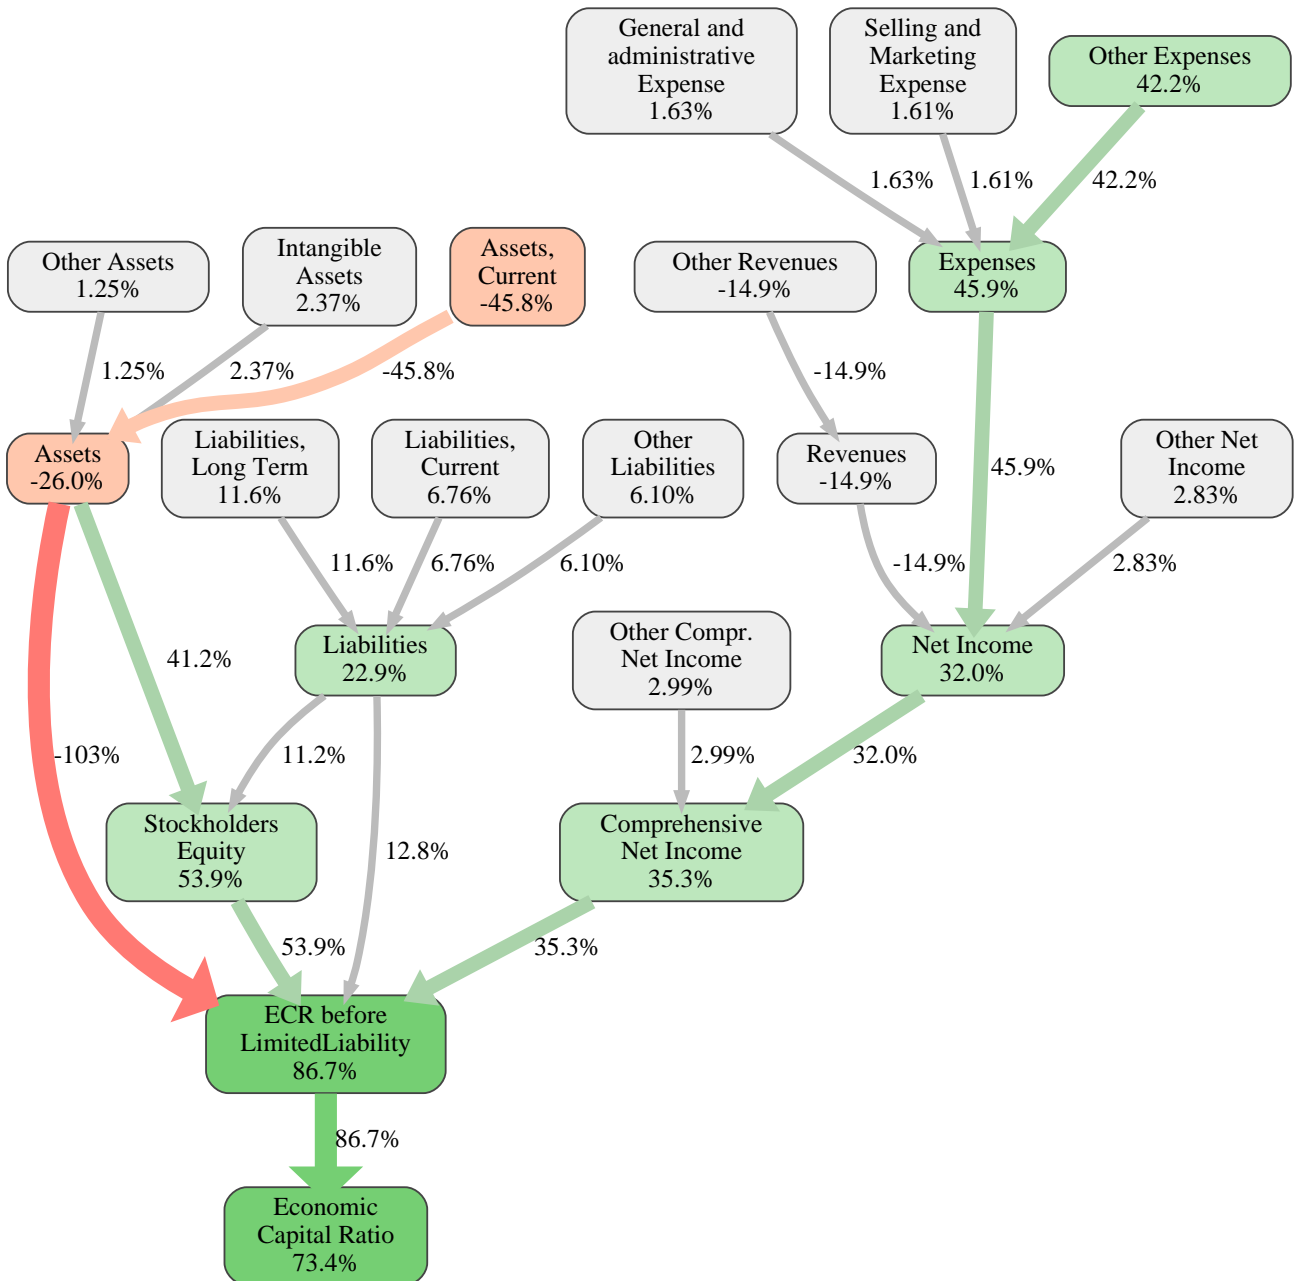 General and
administrative
Expense
1.63%
Selling and
Marketing
Expense
1.61%
Other Expenses
42.2%
1.63%
1.61%
42.2%
Other Assets
1.25%
Intangible
Assets
2.37%
Assets,
Current
-45.8%
Other Revenues
-14.9%
Expenses
45.9%
1.25%
2.37%
-45.8%
-14.9%
45.9%
Assets
-26.0%
Liabilities,
Long Term
11.6%
Liabilities,
Current
6.76%
Other
Liabilities
6.10%
Revenues
-14.9%
Other Net
Income
2.83%
11.6%
6.76%
6.10%
-14.9%
2.83%
41.2%
Liabilities
22.9%
Other Compr.
Net Income
2.99%
Net Income
32.0%
-103%
11.2%
2.99%
32.0%
Stockholders
Equity
53.9%
12.8%
Comprehensive
Net Income
35.3%
53.9%
35.3%
ECR before
LimitedLiability
86.7%
86.7%
Economic
Capital Ratio
73.4%